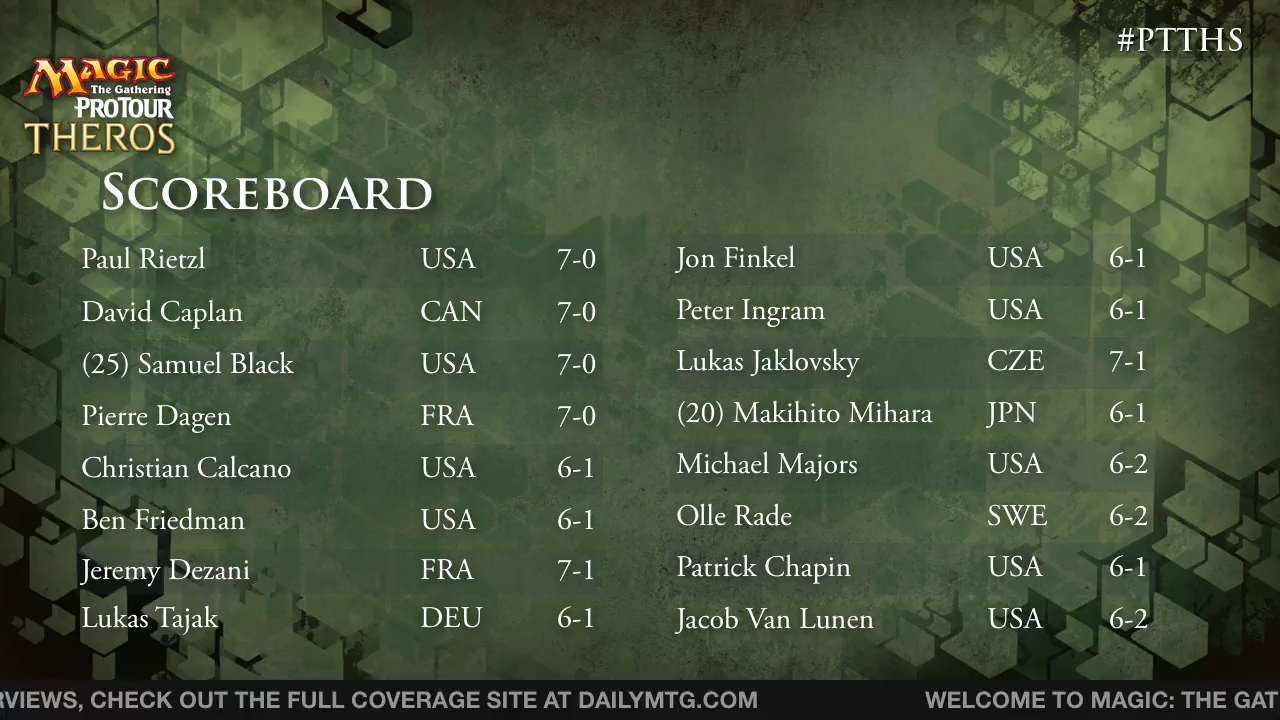 #PTTHS
MAGIC
The Gathering
PROTOUR
THEROS
SCOREBOARD
Paul Rietzl USA 7-0
David Caplan CAN 7-0
(25) Samuel Black USA 7-0
Pierre Dagen FRA 7-0
Christian Calcano USA 6-1
Ben Friedman USA 6-1
Jeremy Dezani FRA 7-1
Lukas Tajak DEU 6-1
Jon Finkel USA 6-1
Peter Ingram USA 6-1
Lukas Jaklovsky CZE 7-1
(20) Makihito Mihara JPN 6-1
Michael Majors USA 6-2
Olle Rade SWE 6-2
Patrick Chapin USA 6-1
Jacob Van Lunen USA 6-2
RVIEWS, CHECK OUT THE FULL COVERAGE SITE AT DAILYMTG.COM WELCOME TO MAGIC: THE GAT